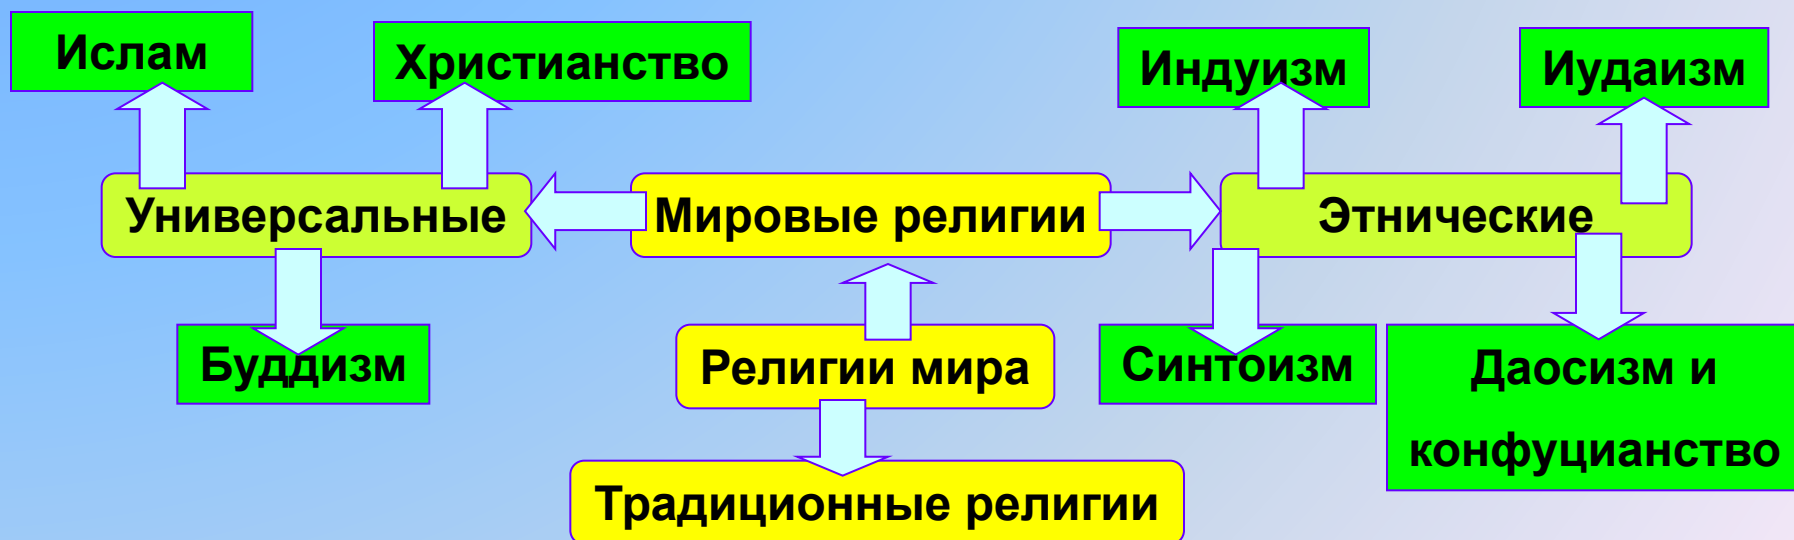 Ислам
Христианство
Индуизм
Иудаизм
Универсальные
Мировые религии
Этнические
Буддизм
Религии мира
Синтоизм
Даосизм и
конфуцианство
Традиционные религии